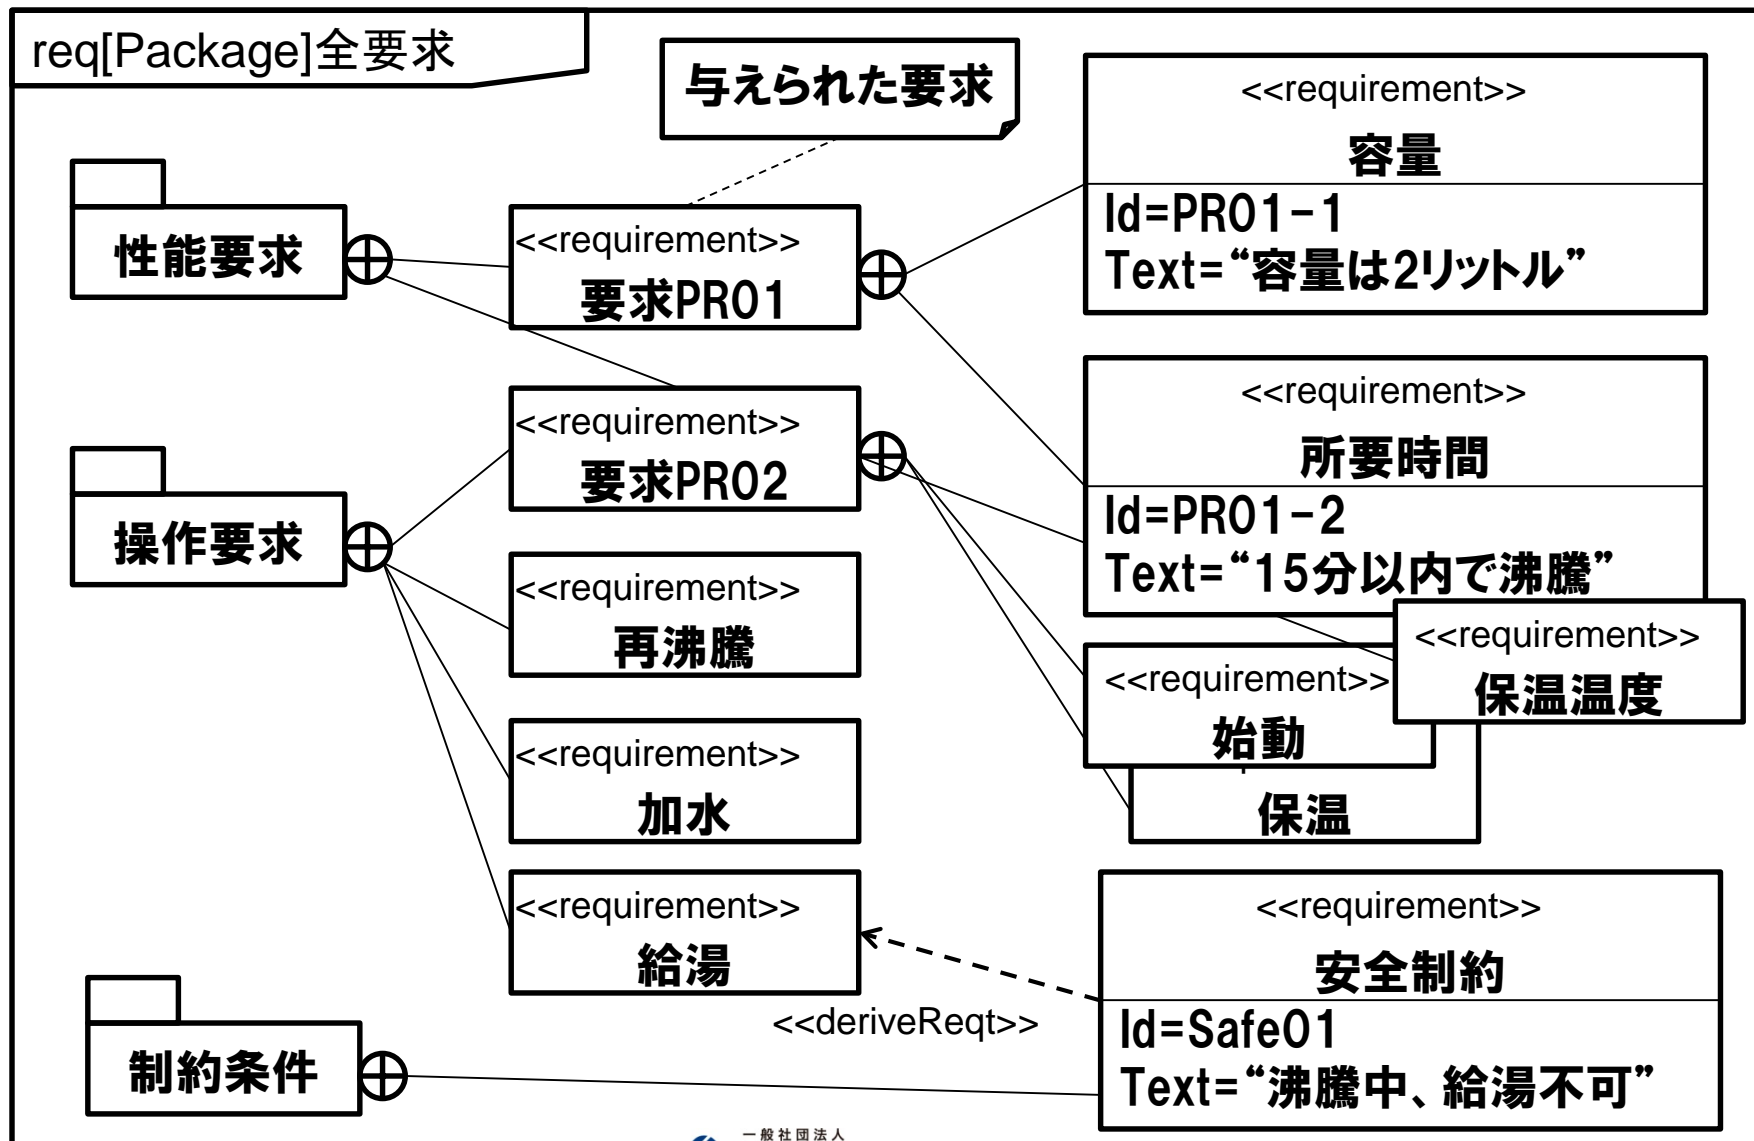 req[Package]全要求
与えられた要求
<<requirement>>
容量
Id=PR01-1
Text=“容量は2リットル”
性能要求
<<requirement>>
要求PR01
<<requirement>>
所要時間
Id=PR01-2
Text=“15分以内で沸騰”
<<requirement>>
要求PR02
操作要求
<<requirement>>
再沸騰
<<requirement>>
保温温度
<<requirement>>
始動
保温
<<requirement>>
加水
<<requirement>>
給湯
<<requirement>>
安全制約
Id=Safe01
Text=“沸騰中、給湯不可”
<<deriveReqt>>
制約条件
一般社団法人